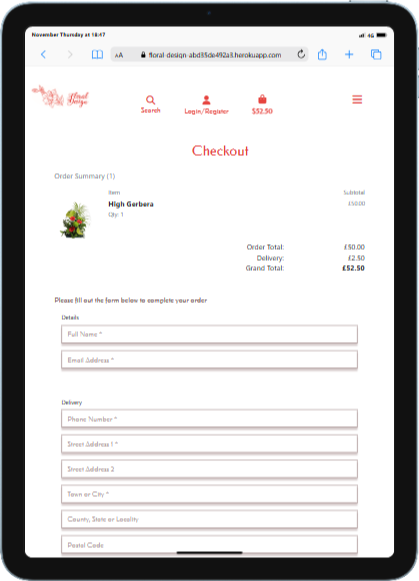 November Thursday at 18:47
4G
AA floral-design-abd35de492a3.herokuapp.com
Floral Design
Search
Login/Register
$52.50
Checkout
Order Summary (1)
Item
Subtotal
High Gerbera
£50.00
Qty: 1
Order Total: £50.00
Delivery: £2.50
Grand Total: £52.50
Please fill out the form below to complete your order
Details
Full Name *
Email Address *
Delivery
Phone Number *
Street Address 1 *
Street Address 2
Town or City *
County, State or Locality
Postal Code